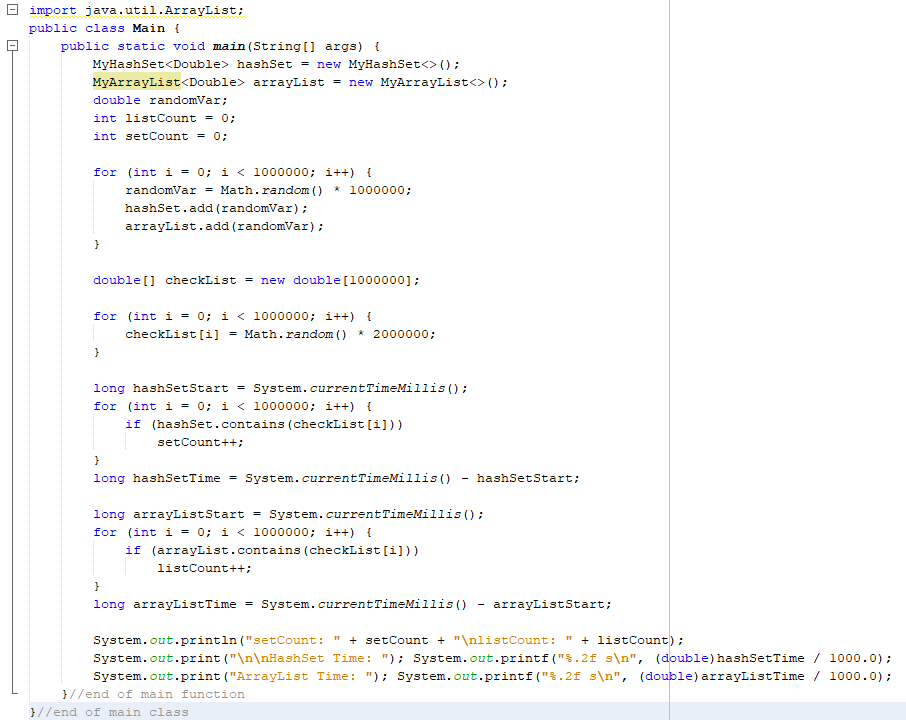 import java.util.ArrayList;
public class Main {
    public static void main(String[] args) {
        MyHashSet<Double> hashSet = new MyHashSet<>();
        MyArrayList<Double> arrayList = new MyArrayList<>();
        double randomVar;
        int listCount = 0;
        int setCount = 0;

        for (int i = 0; i < 1000000; i++) {
            randomVar = Math.random() * 1000000;
            hashSet.add(randomVar);
            arrayList.add(randomVar);
        }

        double[] checkList = new double[1000000];

        for (int i = 0; i < 1000000; i++) {
            checkList[i] = Math.random() * 2000000;
        }

        long hashSetStart = System.currentTimeMillis();
        for (int i = 0; i < 1000000; i++) {
            if (hashSet.contains(checkList[i]))
                setCount++;
        }
        long hashSetTime = System.currentTimeMillis() - hashSetStart;

        long arrayListStart = System.currentTimeMillis();
        for (int i = 0; i < 1000000; i++) {
            if (arrayList.contains(checkList[i]))
                listCount++;
        }
        long arrayListTime = System.currentTimeMillis() - arrayListStart;

        System.out.println("setCount: " + setCount + "\nlistCount: " + listCount);
        System.out.print("\n\nHashSet Time: "); System.out.printf("%.2f s\n", (double)hashSetTime / 1000.0);
        System.out.print("ArrayList Time: "); System.out.printf("%.2f s\n", (double)arrayListTime / 1000.0);
    }//end of main function
}//end of main class